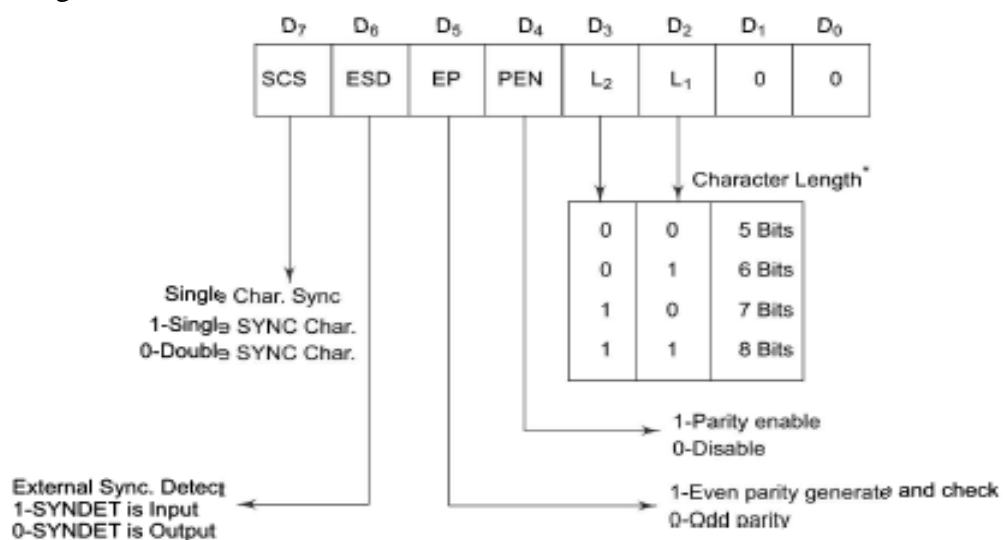 D7 D6 D5 D4 D3 D2 D1 D0
SCS ESD EP PEN L2 L1 0 0
Character Length*
0 0 5 Bits
0 1 6 Bits
1 0 7 Bits
1 1 8 Bits
Single Char. Sync
1-Single SYNC Char.
0-Double SYNC Char.
1-Parity enable
0-Disable
External Sync. Detect
1-SYNDET is Input
0-SYNDET is Output
1-Even parity generate and check
0-Odd parity